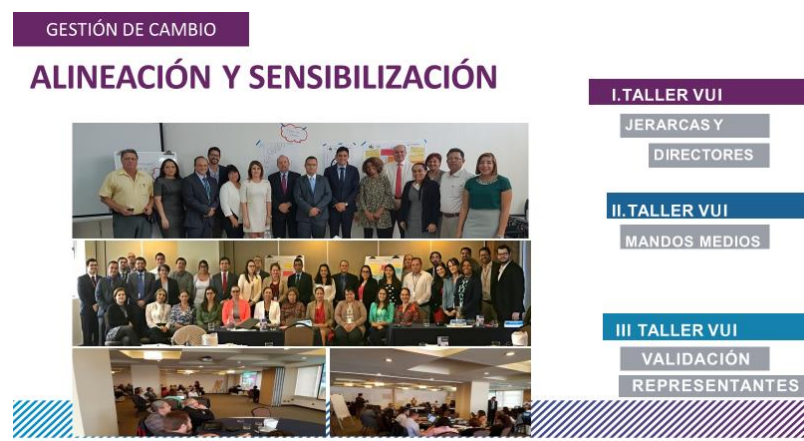 GESTIÓN DE CAMBIO
ALINEACIÓN Y SENSIBILIZACIÓN
I.TALLER VUI
JERARCAS Y
DIRECTORES
II.TALLER VUI
MANDOS MEDIOS
III TALLER VUI
VALIDACIÓN
REPRESENTANTES